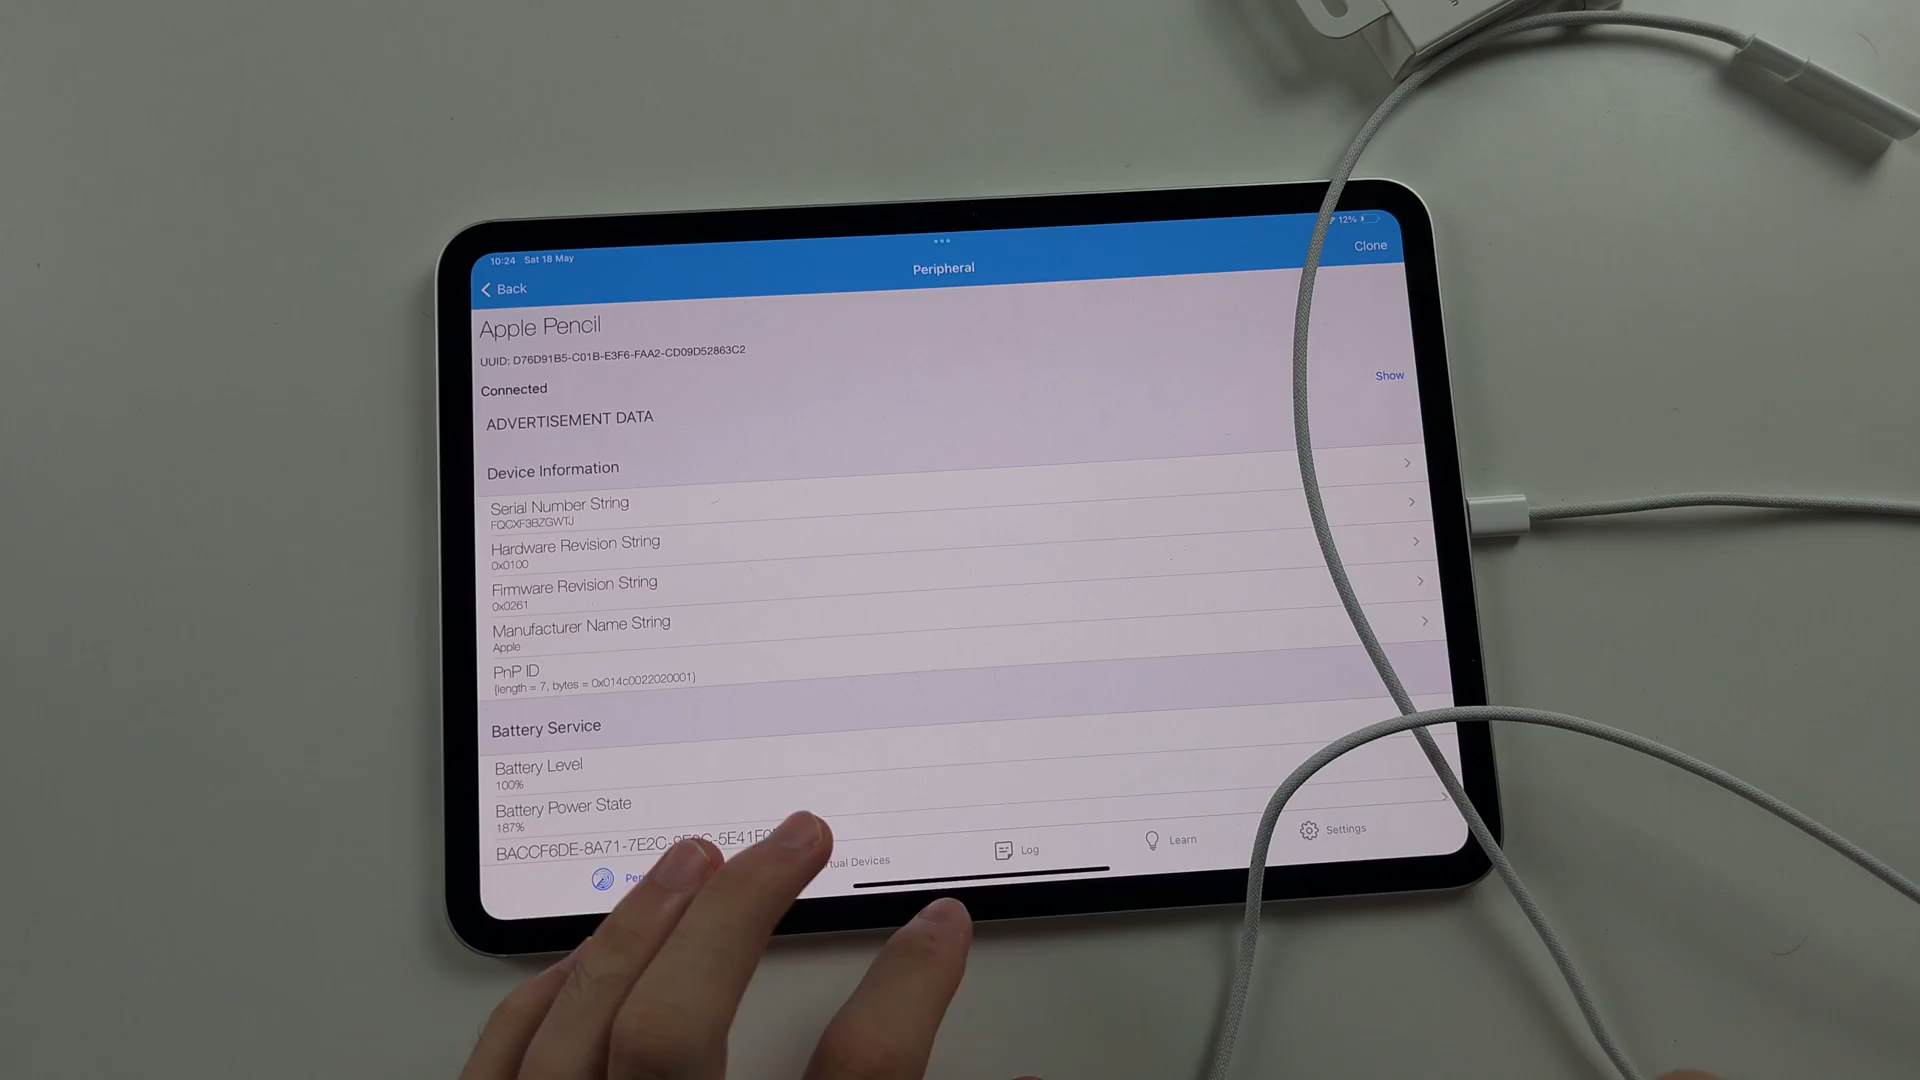 10:24 Sat 18 May
12%
Back
Peripheral
Clone
Apple Pencil
UUID: D76D91B5-C01B-E3F6-FAA2-CD09D52863C2
Connected
Show
ADVERTISEMENT DATA
Device Information
Serial Number String
FQCXF3BZGWTJ
Hardware Revision String
0x0100
Firmware Revision String
0x0261
Manufacturer Name String
Apple
PnP ID
{length = 7, bytes = 0x014c0022020001}
Battery Service
Battery Level
100%
Battery Power State
187%
BACCF6DE-8A71-7E2C-
Log
Learn
Settings
Devices